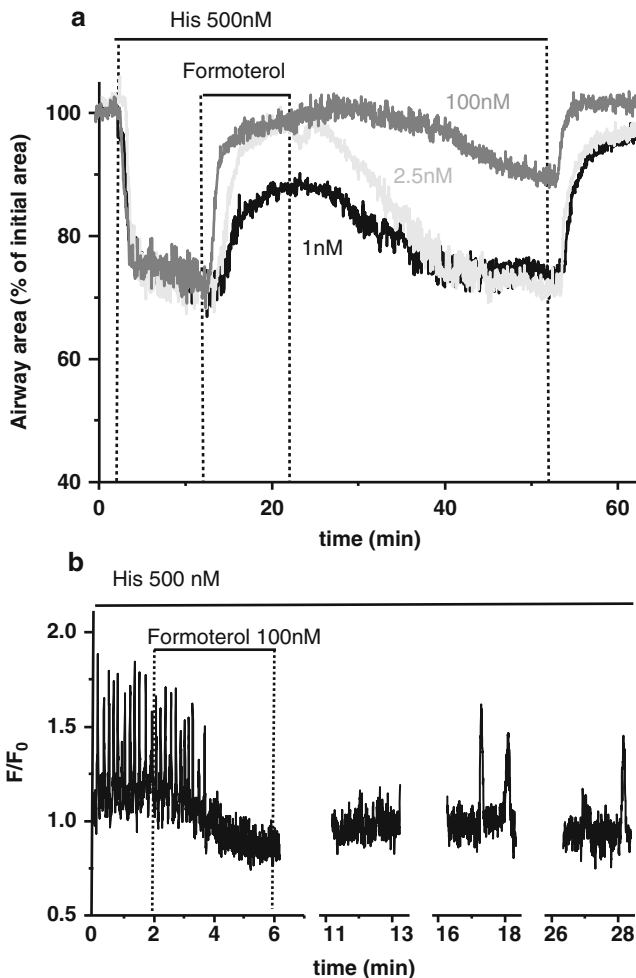 a
His 500nM
Formoterol
100nM
2.5nM
1nM
100
80
60
40
Airway area (% of initial area)
0 20 40 60
time (min)
b
His 500 nM
Formoterol 100nM
2.0
1.5
1.0
0.5
F/F0
0 2 4 6 11 13 16 18 26 28
time (min)